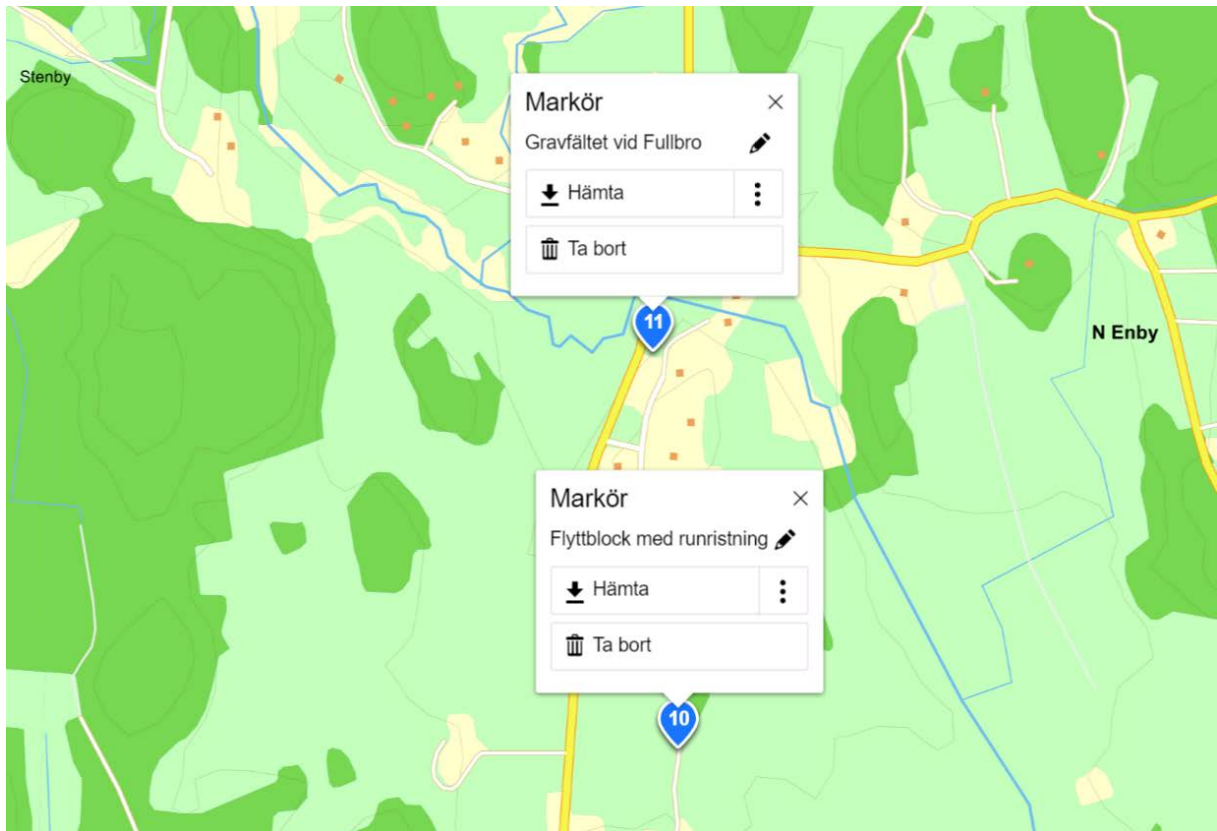 Stenby
Markör
Gravfältet vid Fullbro
Hämta
Ta bort
11
N Enby
Markör
Flyttblock med runristning
Hämta
Ta bort
10